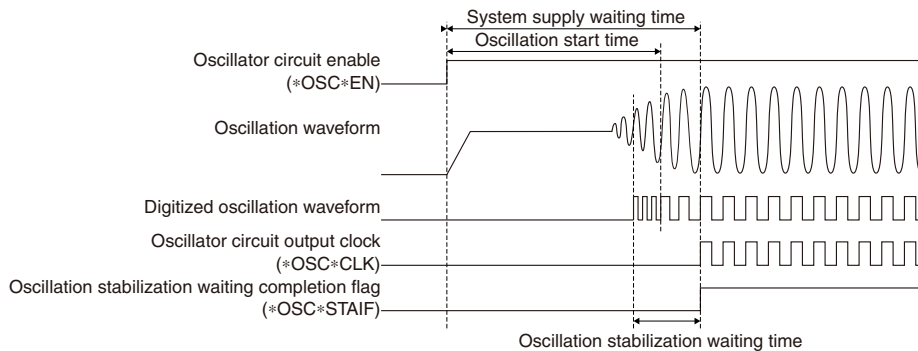 System supply waiting time
Oscillation start time
Oscillator circuit enable
(*OSC*EN)
Oscillation waveform
Digitized oscillation waveform
Oscillator circuit output clock
(*OSC*CLK)
Oscillation stabilization waiting completion flag
(*OSC*STAIF)
Oscillation stabilization waiting time